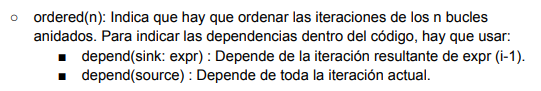 ○ ordered(n): Indica que hay que ordenar las iteraciones de los n bucles
anidados. Para indicar las dependencias dentro del código, hay que usar:
■ depend(sink: expr) : Depende de la iteración resultante de expr (i-1).
■ depend(source) : Depende de toda la iteración actual.